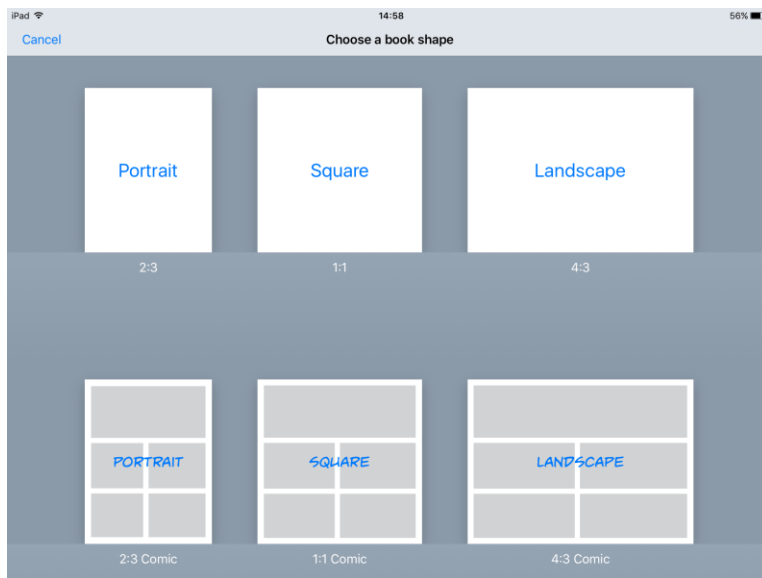 iPad 14:58 56%
Cancel Choose a book shape
Portrait Square Landscape
2:3 1:1 4:3
PORTRAIT SQUARE LANDSCAPE
2:3 Comic 1:1 Comic 4:3 Comic